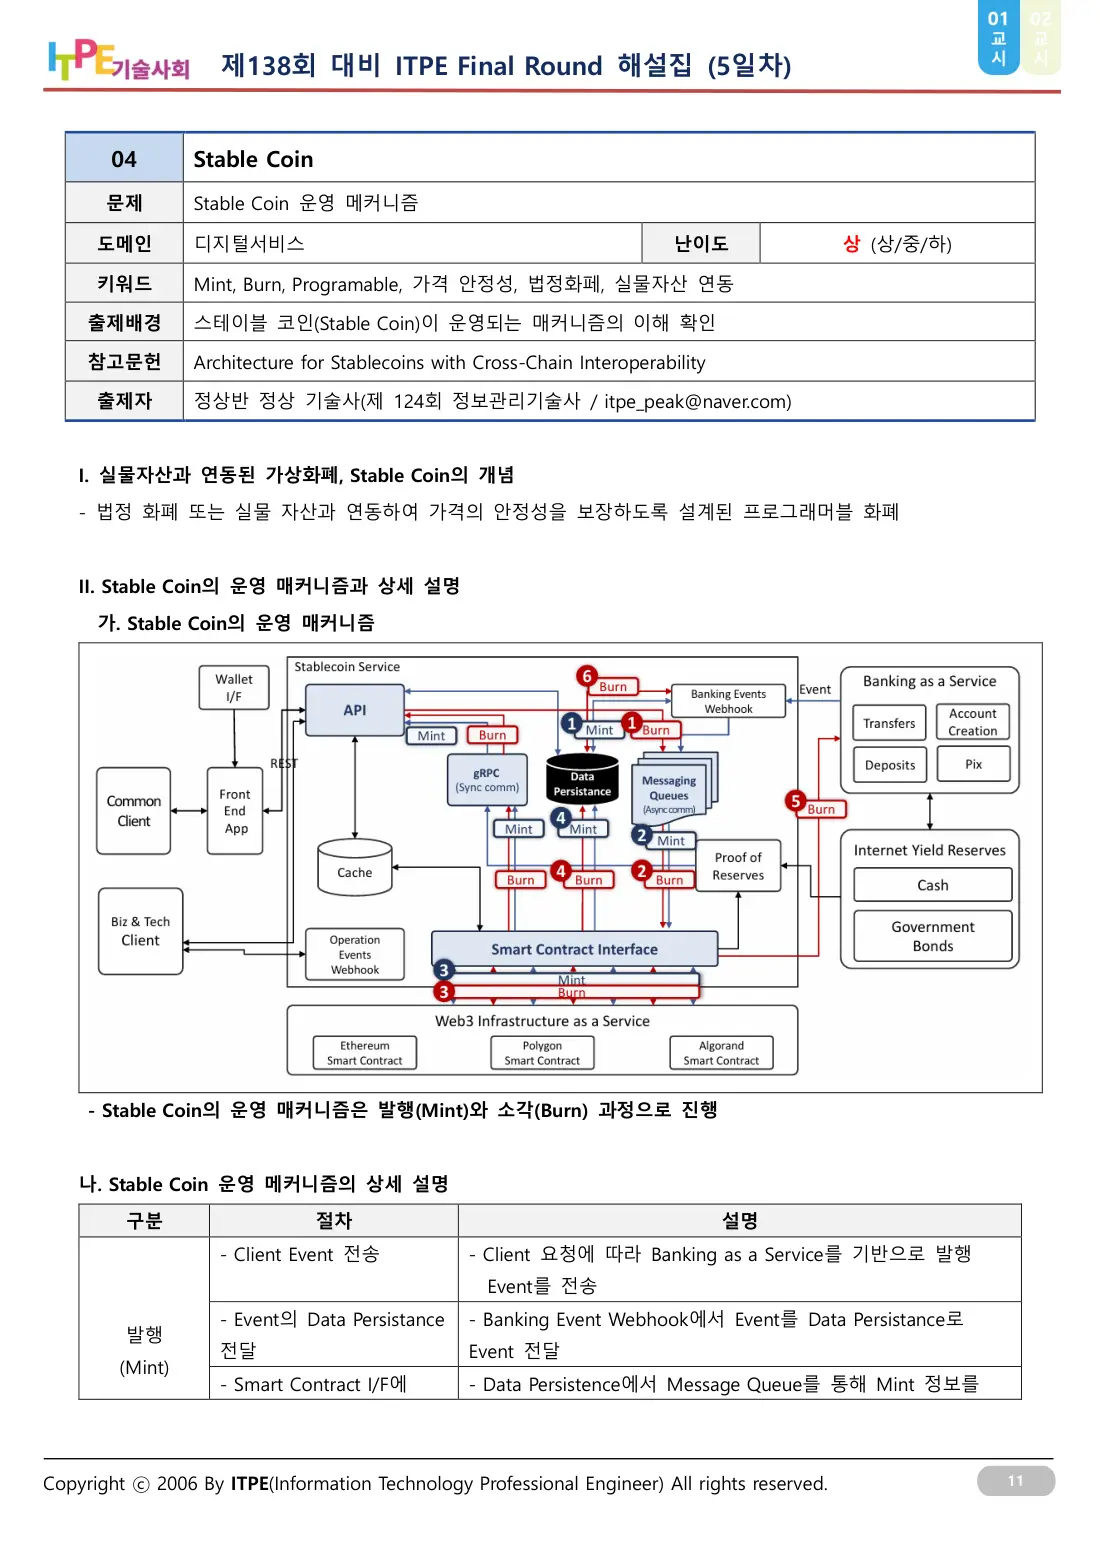 ITPE기술사회 제138회 대비 ITPE Final Round 해설집 (5일차)
01 교시
02 교시
04 Stable Coin
문제 Stable Coin 운영 메커니즘
도메인 디지털서비스 난이도 상 (상/중/하)
키워드 Mint, Burn, Programable, 가격 안정성, 법정화폐, 실물자산 연동
출제배경 스테이블 코인(Stable Coin)이 운영되는 매커니즘의 이해 확인
참고문헌 Architecture for Stablecoins with Cross-Chain Interoperability
출제자 정상반 정상 기술사(제 124회 정보관리기술사 / itpe_peak@naver.com)
I. 실물자산과 연동된 가상화폐, Stable Coin의 개념
- 법정 화폐 또는 실물 자산과 연동하여 가격의 안정성을 보장하도록 설계된 프로그래머블 화폐
II. Stable Coin의 운영 매커니즘과 상세 설명
가. Stable Coin의 운영 매커니즘
Stablecoin Service
Wallet
I/F
API
6
Burn
Banking Events
Webhook
Event
Banking as a Service
Transfers
Account
Creation
Deposits
Pix
1
Mint
1
Burn
Mint
Burn
REST
gRPC
(Sync comm)
Data
Persistance
Messaging
Queues
(Async comm)
Common
Client
Front
End
App
5
Burn
Mint
4
Mint
2
Mint
Cache
Burn
4
Burn
2
Burn
Proof of
Reserves
Internet Yield Reserves
Cash
Government
Bonds
Biz & Tech
Client
Operation
Events
Webhook
Smart Contract Interface
3
Mint
3
Burn
Web3 Infrastructure as a Service
Ethereum
Smart Contract
Polygon
Smart Contract
Algorand
Smart Contract
- Stable Coin의 운영 매커니즘은 발행(Mint)와 소각(Burn) 과정으로 진행
나. Stable Coin 운영 메커니즘의 상세 설명
구분 절차 설명
발행
(Mint)
- Client Event 전송
- Client 요청에 따라 Banking as a Service를 기반으로 발행
Event를 전송
- Event의 Data Persistance
전달
- Banking Event Webhook에서 Event를 Data Persistance로
Event 전달
- Smart Contract I/F에
- Data Persistence에서 Message Queue를 통해 Mint 정보를
Copyright ⓒ 2006 By ITPE(Information Technology Professional Engineer) All rights reserved.
11